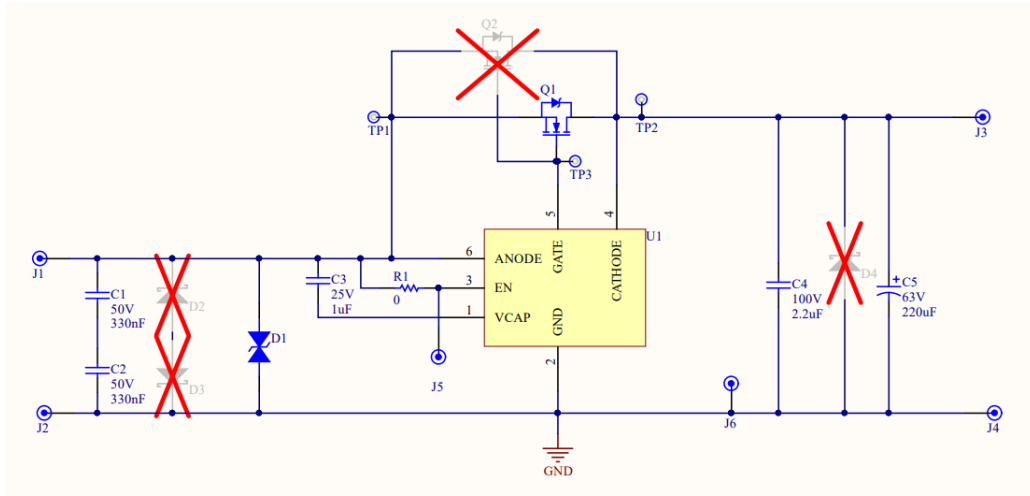 Q2
Q1
TP1
TP2
J3
TP3
5
4
U1
J1
6
ANODE
GATE
CATHODE
C1
50V
330nF
D2
C3
25V
1uF
R1
0
3
EN
1
VCAP
GND
D1
C4
100V
2.2uF
D4
+
C5
63V
220uF
2
C2
50V
330nF
D3
J5
J2
J6
J4
GND